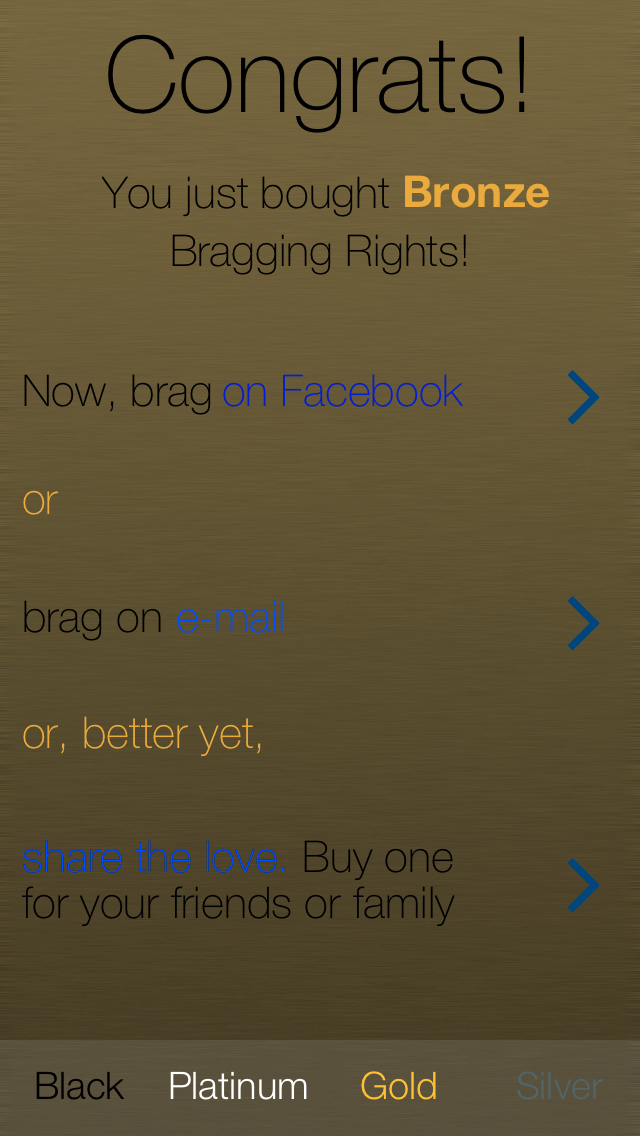 Congrats!
You just bought Bronze
Bragging Rights!
Now, brag on Facebook
or
brag on e-mail
or, better yet,
share the love. Buy one
for your friends or family
Black Platinum Gold Silver